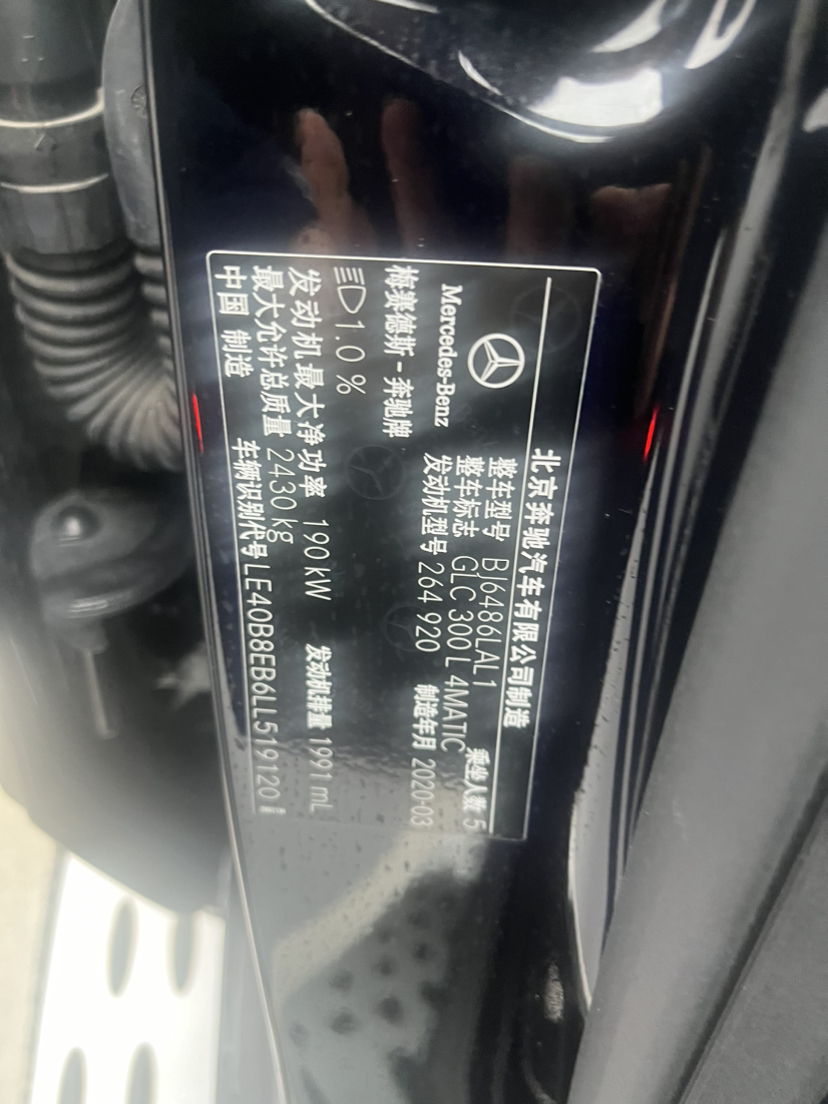 北京奔驰汽车有限公司制造
Mercedes-Benz
整车型号 BJ6486LAL1 乘坐人数 5
整车标志 GLC 300 L 4MATIC
发动机型号 264 920 制造年月 2020-03
梅赛德斯-奔驰牌
1.0 %
发动机最大净功率 190 kW 发动机排量 1991 mL
最大允许总质量 2430 kg
中国 制造 车辆识别代号 LE40B8EB6LL519120